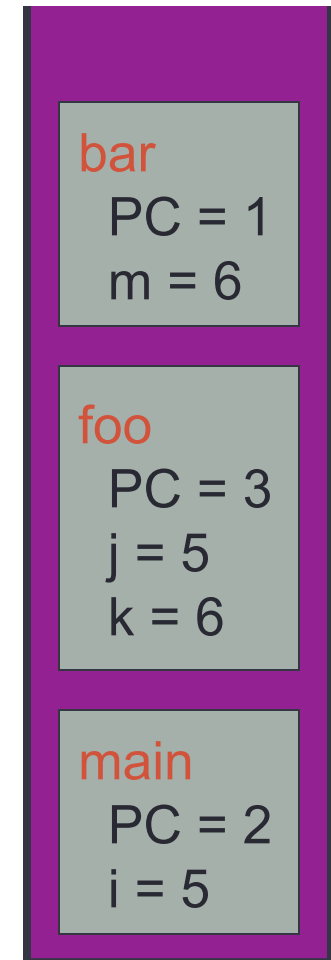 bar
PC = 1
m = 6
foo
PC = 3
j = 5
k = 6
main
PC = 2
i = 5